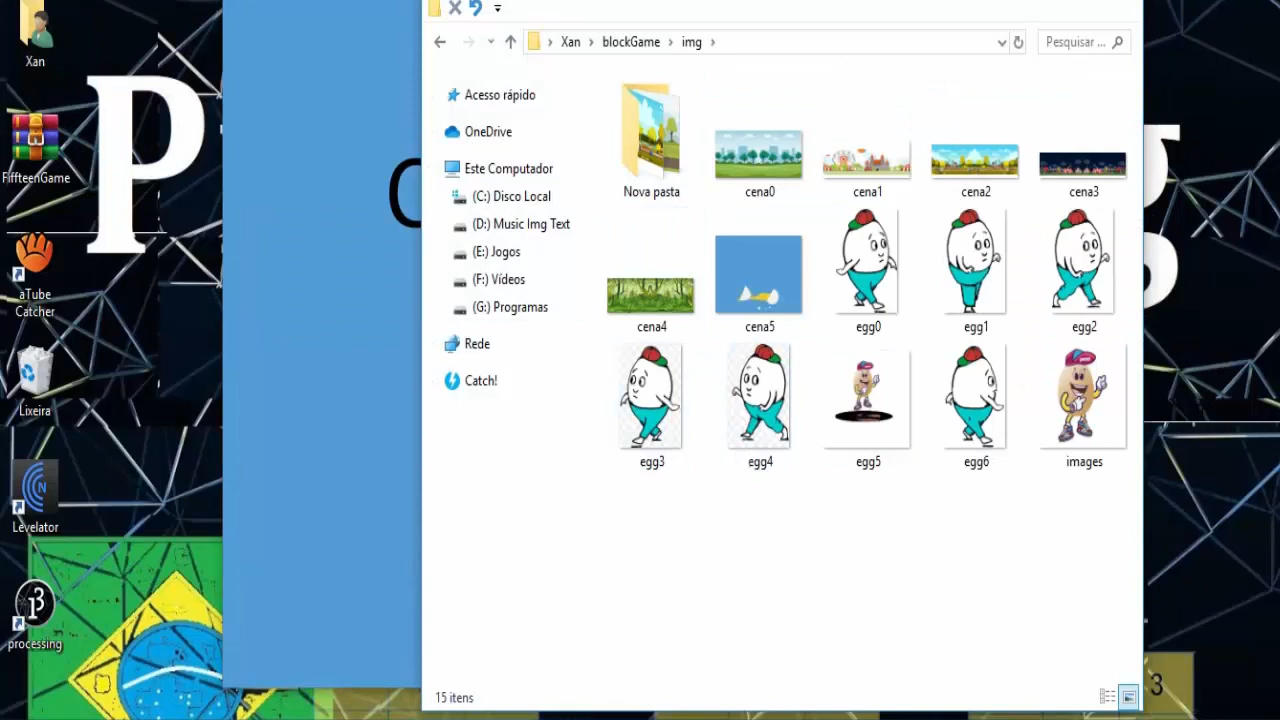 Xan
FiffteenGame
aTube
Catcher
Lixeira
Levelator
processing
P
Xan
blockGame
img
Pesquisar ...
Acesso rápido
OneDrive
Este Computador
(C:) Disco Local
(D:) Music Img Text
(E:) Jogos
(F:) Vídeos
(G:) Programas
Rede
Catch!
Nova pasta
cena0
cena1
cena2
cena3
cena4
cena5
egg0
egg1
egg2
egg3
egg4
egg5
egg6
images
15 itens
3